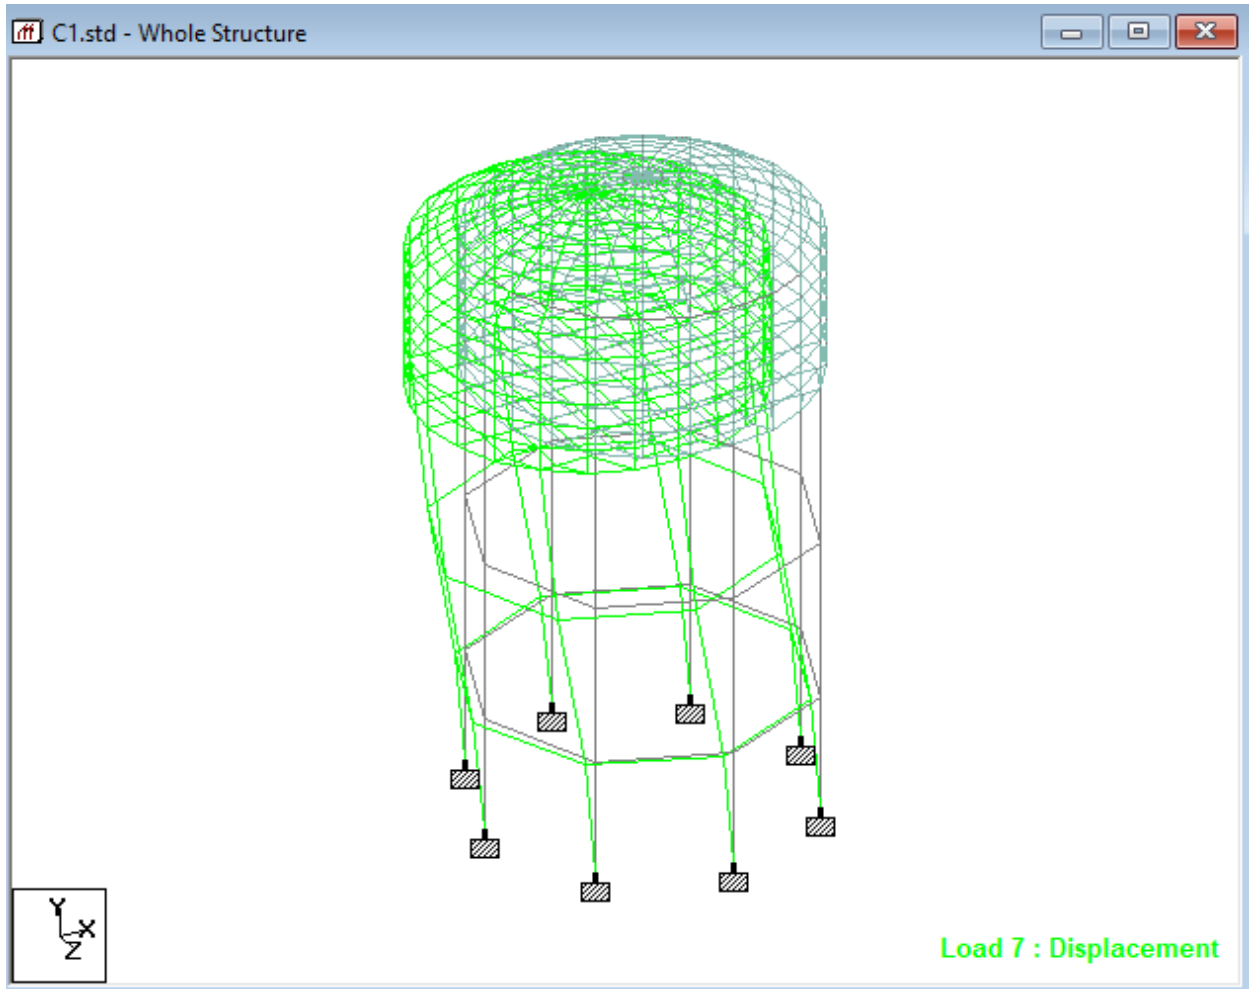 C1.std - Whole Structure
Y
X
Z
Load 7 : Displacement